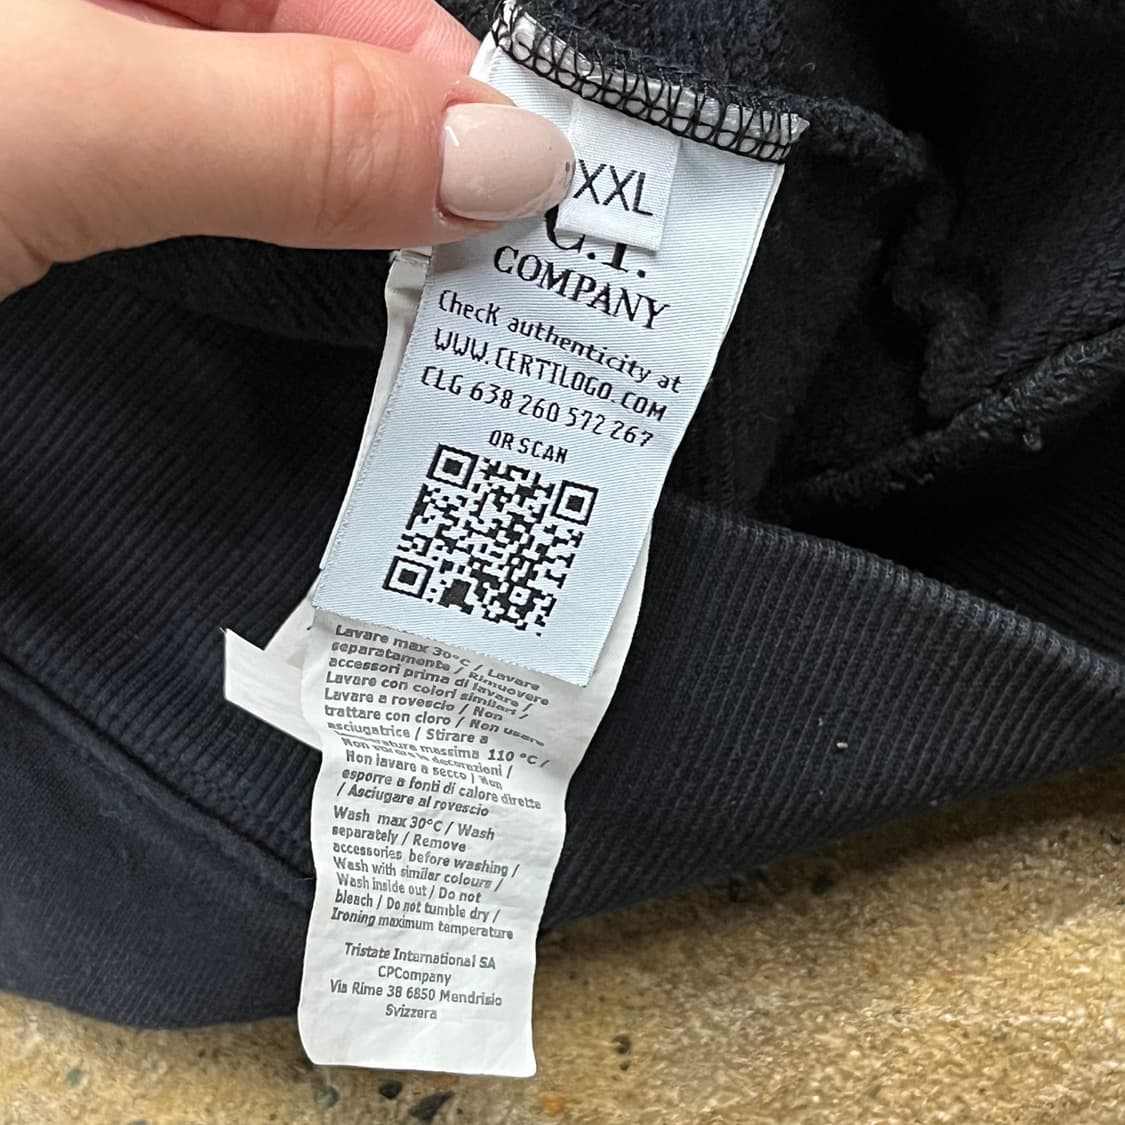 XXL
C.P.
COMPANY
Check authenticity at
WWW.CERTILOGO.COM
CLG 638 260 572 267
OR SCAN
Lavare max 30°C / Lavare
separatamente / Rimuovere
accessori prima di lavare /
Lavare con colori similari /
Lavare a rovescio / Non
trattare con cloro / Non usare
asciugatrice / Stirare a
temperatura massima 110 °C /
Non decorazioni /
Non lavare a secco / Non
esporre a fonti di calore dirette
/ Asciugare al rovescio
Wash max 30°C / Wash
separately / Remove
accessories before washing /
Wash with similar colours /
Wash inside out / Do not
bleach / Do not tumble dry /
Ironing maximum temperature
Tristate International SA
CPCompany
Via Rime 38 6850 Mendrisio
Svizzera